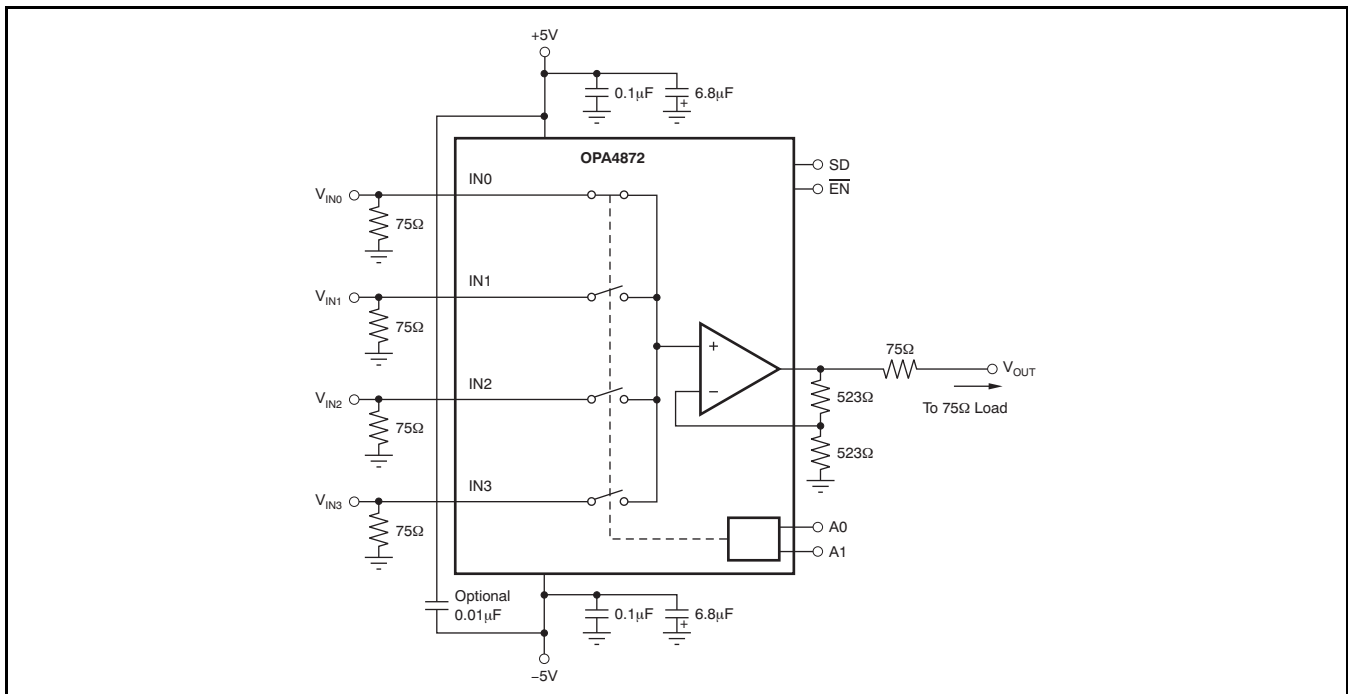 +5V
0.1μF
6.8μF
+
OPA4872
SD
EN
IN0
V_IN0
75Ω
IN1
V_IN1
75Ω
+
−
75Ω
V_OUT
To 75Ω Load
523Ω
523Ω
IN2
V_IN2
75Ω
IN3
V_IN3
75Ω
A0
A1
Optional
0.01μF
0.1μF
6.8μF
+
−5V